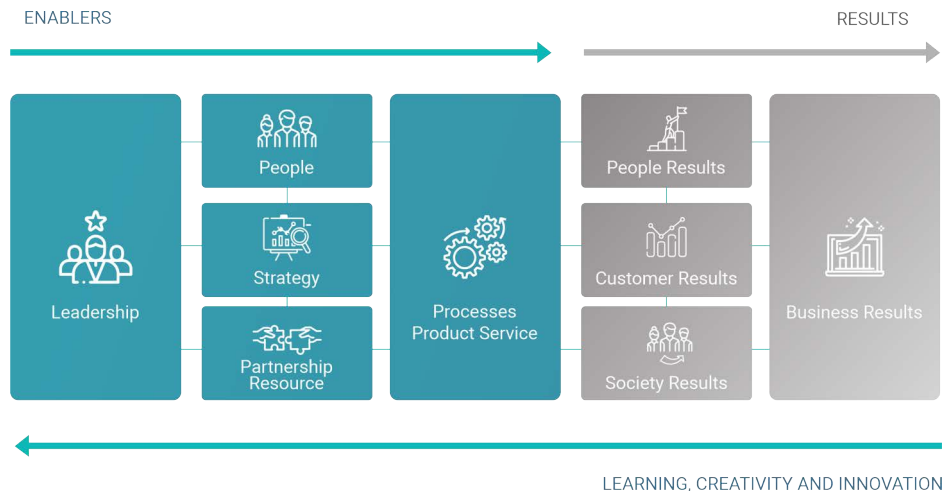 ENABLERS
RESULTS
Leadership
People
Strategy
Partnership
Resource
Processes
Product Service
People Results
Customer Results
Society Results
Business Results
LEARNING, CREATIVITY AND INNOVATION